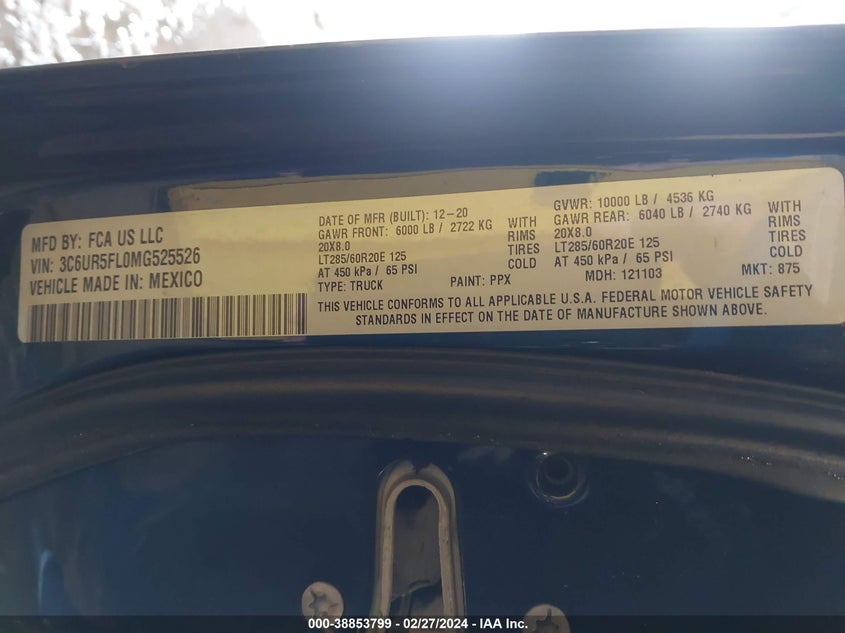 MFD BY: FCA US LLC
VIN: 3C6UR5FL0MG525526
VEHICLE MADE IN: MEXICO
DATE OF MFR (BUILT): 12-20
GAWR FRONT: 6000 LB / 2722 KG WITH
20X8.0 RIMS
LT285/60R20E 125 TIRES
AT 450 kPa / 65 PSI COLD
TYPE: TRUCK PAINT: PPX
GVWR: 10000 LB / 4536 KG
GAWR REAR: 6040 LB / 2740 KG WITH
20X8.0 RIMS
LT285/60R20E 125 TIRES
AT 450 kPa / 65 PSI COLD
MDH: 121103 MKT: 875
THIS VEHICLE CONFORMS TO ALL APPLICABLE U.S.A. FEDERAL MOTOR VEHICLE SAFETY
STANDARDS IN EFFECT ON THE DATE OF MANUFACTURE SHOWN ABOVE.
000-38853799 - 02/27/2024 - IAA Inc.